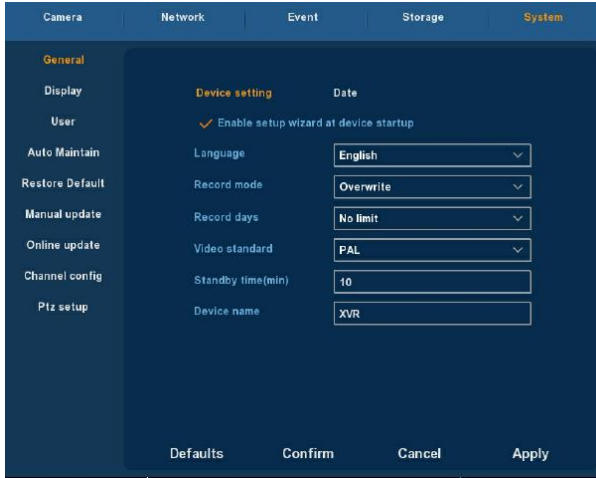 Camera Network Event Storage System
General
Display
User
Auto Maintain
Restore Default
Manual update
Online update
Channel config
Ptz setup
Device setting Date
Enable setup wizard at device startup
Language English
Record mode Overwrite
Record days No limit
Video standard PAL
Standby time(min) 10
Device name XVR
Defaults Confirm Cancel Apply